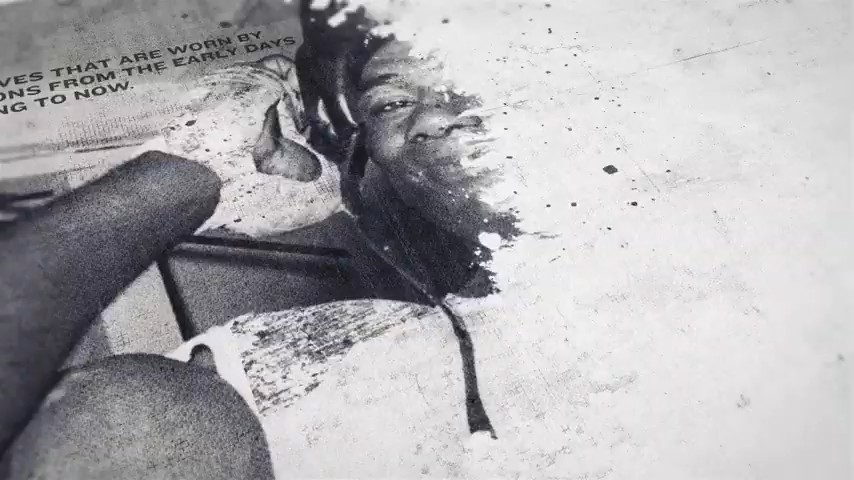 VES THAT ARE WORN BY
ONS FROM THE EARLY DAYS
NG TO NOW.